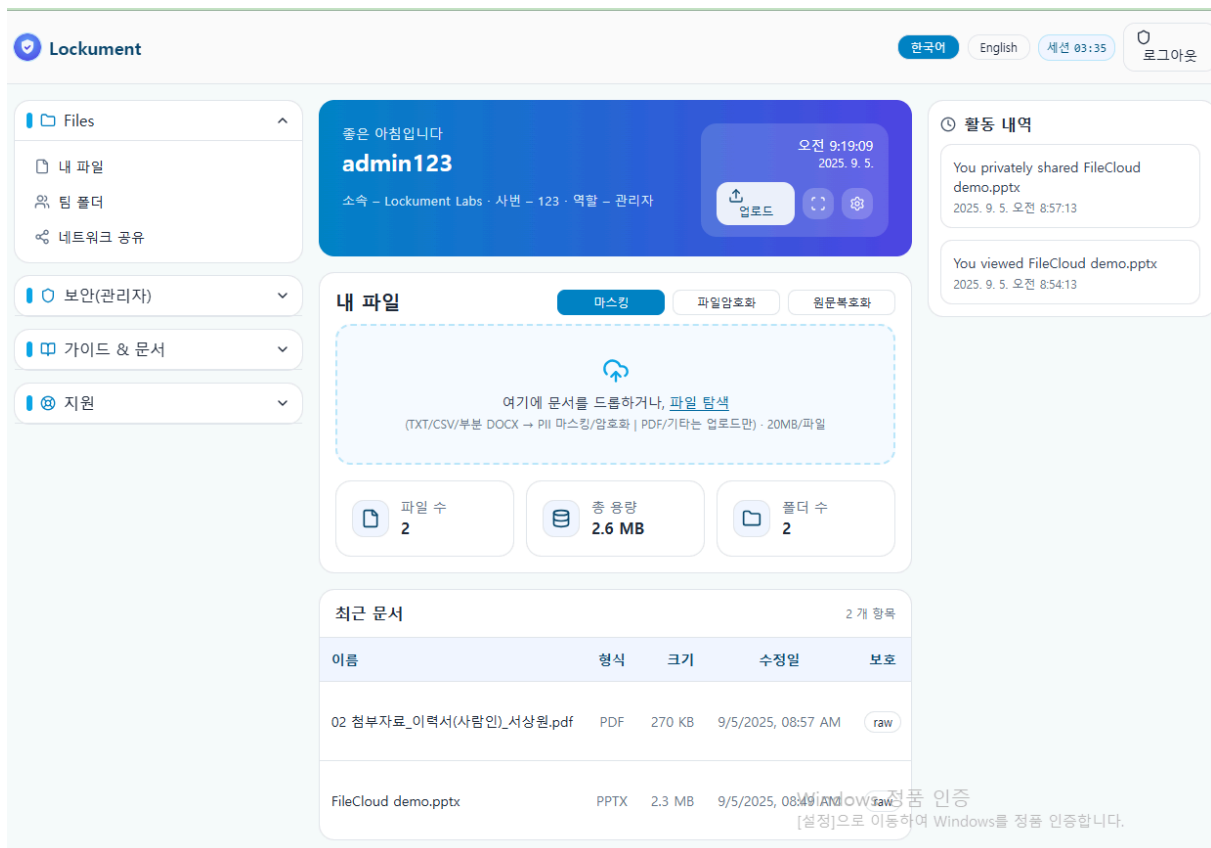 Lockument
한국어
English
세션 03:35
로그아웃
Files
내 파일
팀 폴더
네트워크 공유
보안(관리자)
가이드 & 문서
지원
좋은 아침입니다
admin123
소속 – Lockument Labs · 사번 – 123 · 역할 – 관리자
오전 9:19:09
2025. 9. 5.
업로드
내 파일
마스킹
파일암호화
원문복호화
여기에 문서를 드롭하거나, 파일 탐색
(TXT/CSV/부분 DOCX → PII 마스킹/암호화 | PDF/기타는 업로드만) · 20MB/파일
파일 수
2
총 용량
2.6 MB
폴더 수
2
최근 문서
2 개 항목
이름 형식 크기 수정일 보호
02 첨부자료_이력서(사람인)_서상원.pdf PDF 270 KB 9/5/2025, 08:57 AM raw
FileCloud demo.pptx PPTX 2.3 MB 9/5/2025, 08:49 AM raw
활동 내역
You privately shared FileCloud
demo.pptx
2025. 9. 5. 오전 8:57:13
You viewed FileCloud demo.pptx
2025. 9. 5. 오전 8:54:13
Windows 정품 인증
[설정]으로 이동하여 Windows를 정품 인증합니다.